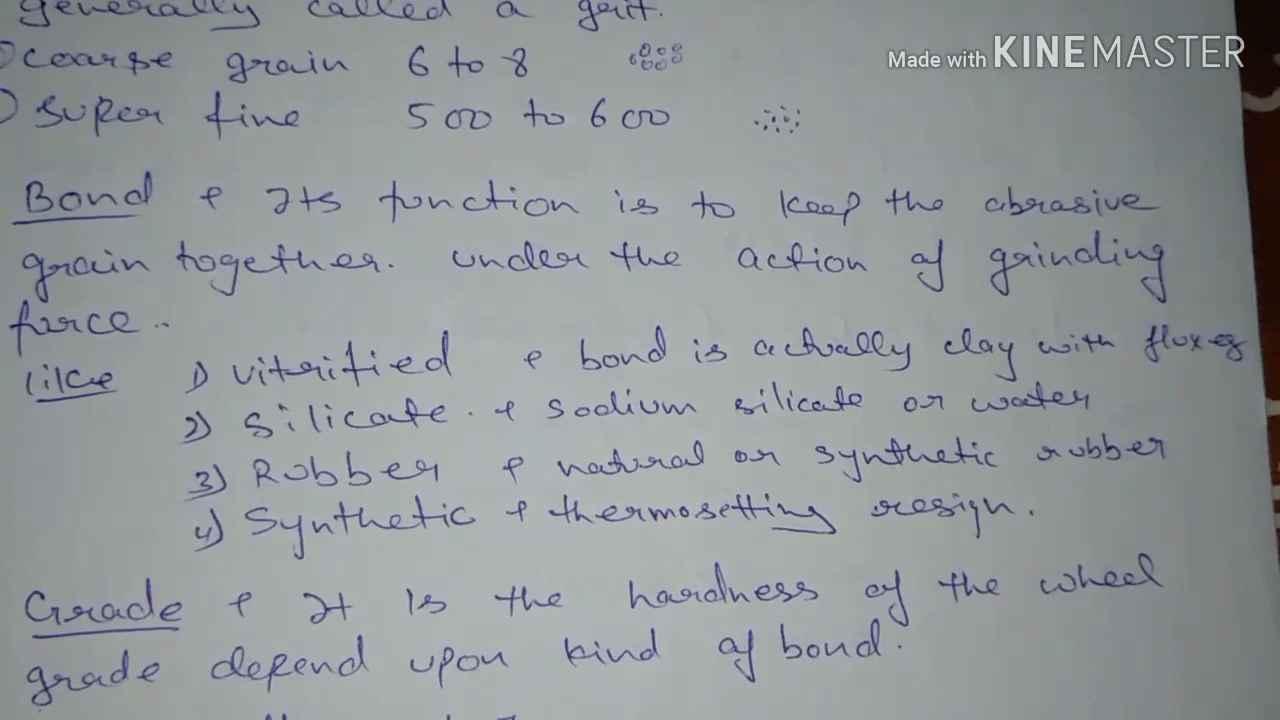 generally called a grit.
Made with KINEMASTER
coarse grain 6 to 8
super fine 500 to 600
Bond : Its function is to keep the abrasive
grain together. under the action of grinding
force..
like 1) vitrified : bond is actually clay with fluxes
2) Silicate : sodium silicate or water
3) Rubber : natural or synthetic rubber
4) Synthetic : thermosetting resign.
Grade : It is the hardness of the wheel
grade depend upon kind of bond.